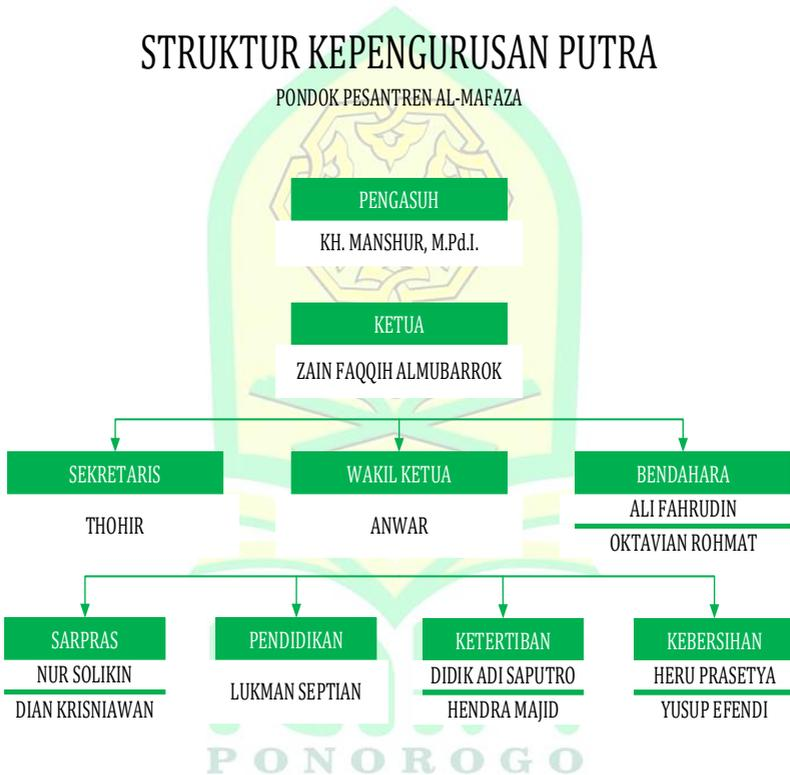 STRUKTUR KEPENGURUSAN PUTRA
PONDOK PESANTREN AL-MAFAZA
PENGASUH
KH. MANSHUR, M.Pd.I.
KETUA
ZAIN FAQQIH ALMUBARROK
SEKRETARIS
THOHIR
WAKIL KETUA
ANWAR
BENDAHARA
ALI FAHRUDIN
OKTAVIAN ROHMAT
SARPRAS
NUR SOLIKIN
DIAN KRISNIAWAN
PENDIDIKAN
LUKMAN SEPTIAN
KETERTIBAN
DIDIK ADI SAPUTRO
HENDRA MAJID
KEBERSIHAN
HERU PRASETYA
YUSUP EFENDI
PONOROGO